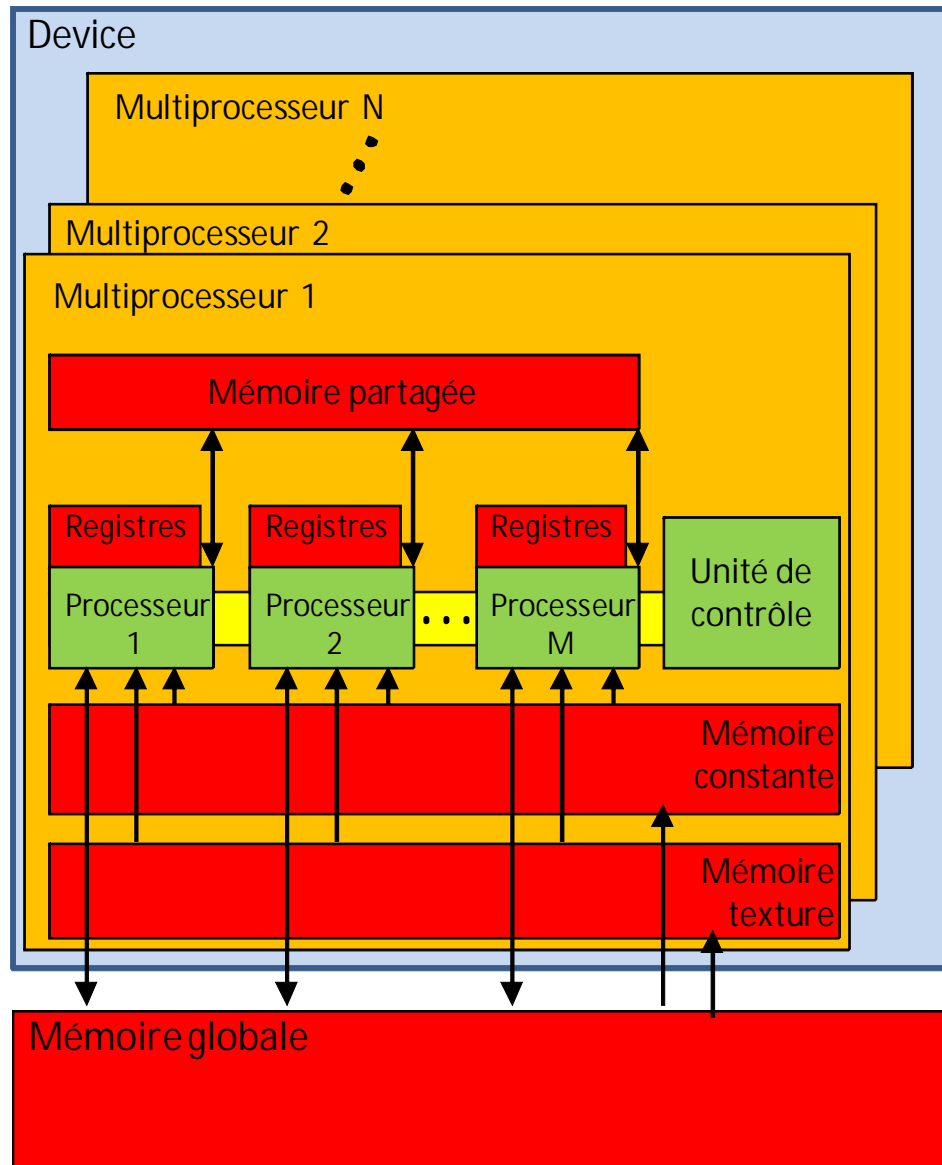 Device
Multiprocesseur N
Multiprocesseur 2
Multiprocesseur 1
Mémoire partagée
Registres
Registres
Registres
Processeur
1
Processeur
2
...
Processeur
M
Unité de
contrôle
Mémoire
constante
Mémoire
texture
Mémoire globale